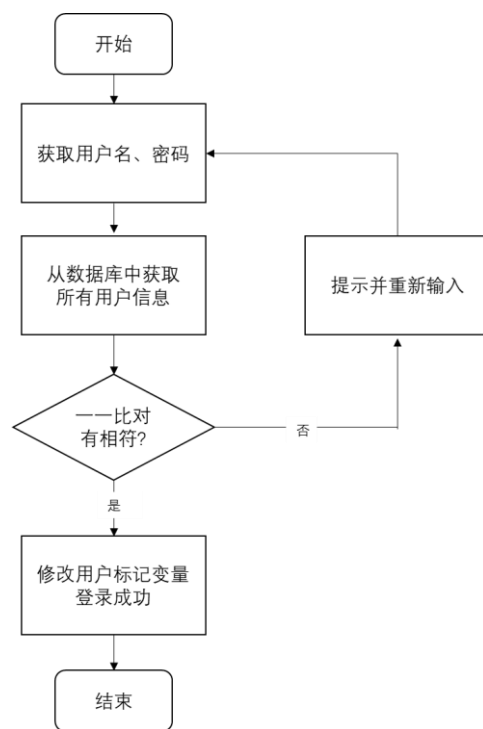 开始
获取用户名、密码
从数据库中获取
所有用户信息
提示并重新输入
一一比对
有相符?
否
是
修改用户标记变量
登录成功
结束